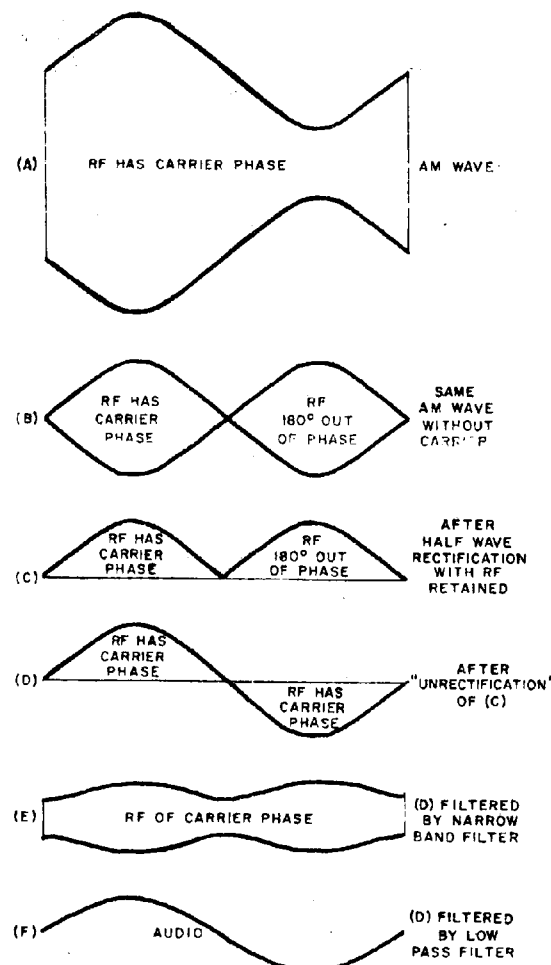 (A)
RF HAS CARRIER PHASE
AM WAVE
(B)
RF HAS
CARRIER
PHASE
RF
180° OUT
OF PHASE
SAME
AM WAVE
WITHOUT
CARRIER
(C)
RF HAS
CARRIER
PHASE
RF
180° OUT
OF PHASE
AFTER
HALF WAVE
RECTIFICATION
WITH RF
RETAINED
(D)
RF HAS
CARRIER
PHASE
RF HAS
CARRIER
PHASE
AFTER
"UNRECTIFICATION"
OF (C)
(E)
RF OF CARRIER PHASE
(D) FILTERED
BY NARROW
BAND FILTER
(F)
AUDIO
(D) FILTERED
BY LOW
PASS FILTER